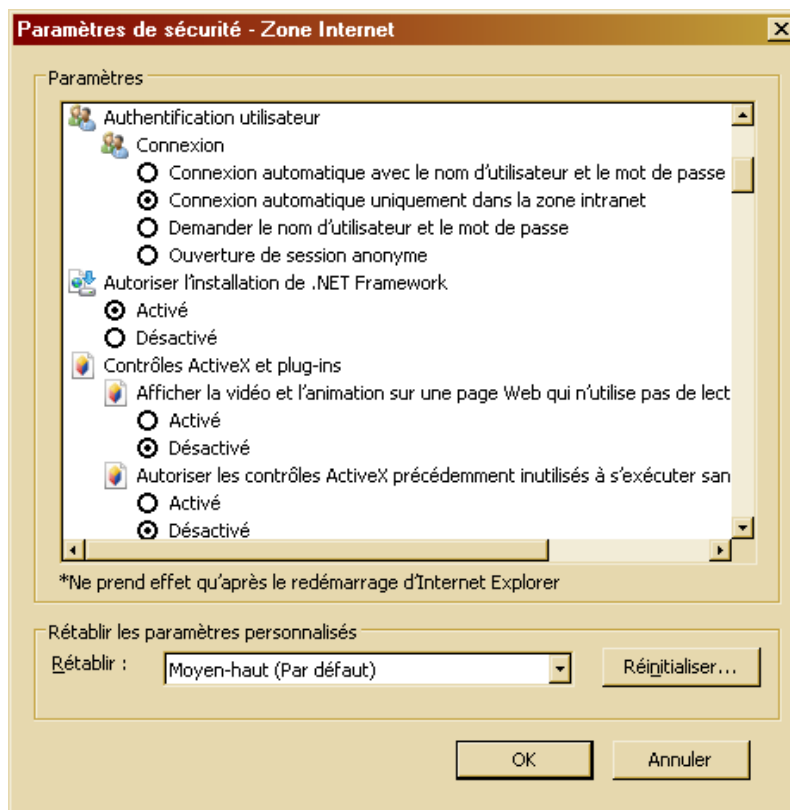 Paramètres de sécurité - Zone Internet
Paramètres
Authentification utilisateur
Connexion
Connexion automatique avec le nom d'utilisateur et le mot de passe
Connexion automatique uniquement dans la zone intranet
Demander le nom d'utilisateur et le mot de passe
Ouverture de session anonyme
Autoriser l'installation de .NET Framework
Activé
Désactivé
Contrôles ActiveX et plug-ins
Afficher la vidéo et l'animation sur une page Web qui n'utilise pas de lect
Activé
Désactivé
Autoriser les contrôles ActiveX précédemment inutilisés à s'exécuter san
Activé
Désactivé
*Ne prend effet qu'après le redémarrage d'Internet Explorer
Rétablir les paramètres personnalisés
Rétablir : Moyen-haut (Par défaut) Réinitialiser...
OK Annuler